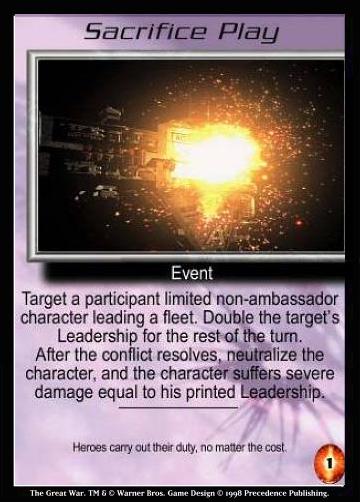 Sacrifice Play
Event
Target a participant limited non-ambassador
character leading a fleet. Double the target's
Leadership for the rest of the turn.
After the conflict resolves, neutralize the
character, and the character suffers severe
damage equal to his printed Leadership.
Heroes carry out their duty, no matter the cost.
1
The Great War. TM & © Warner Bros. Game Design © 1998 Precedence Publishing.